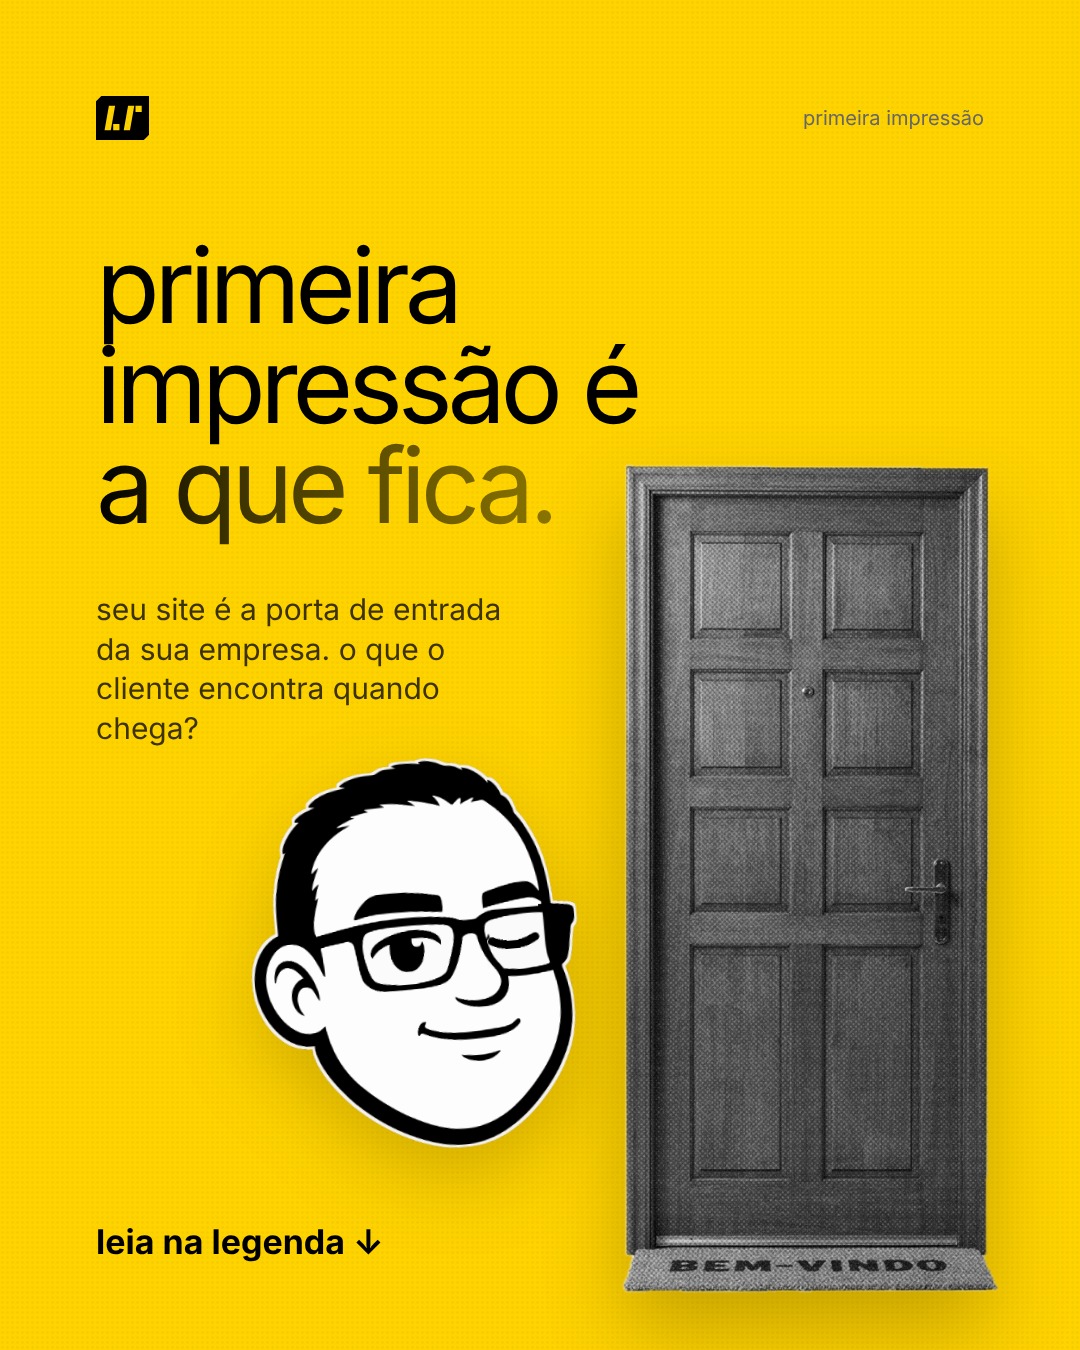 primeira impressão
primeira
impressão é
a que fica.
seu site é a porta de entrada
da sua empresa. o que o
cliente encontra quando
chega?
leia na legenda ↓
BEM-VINDO